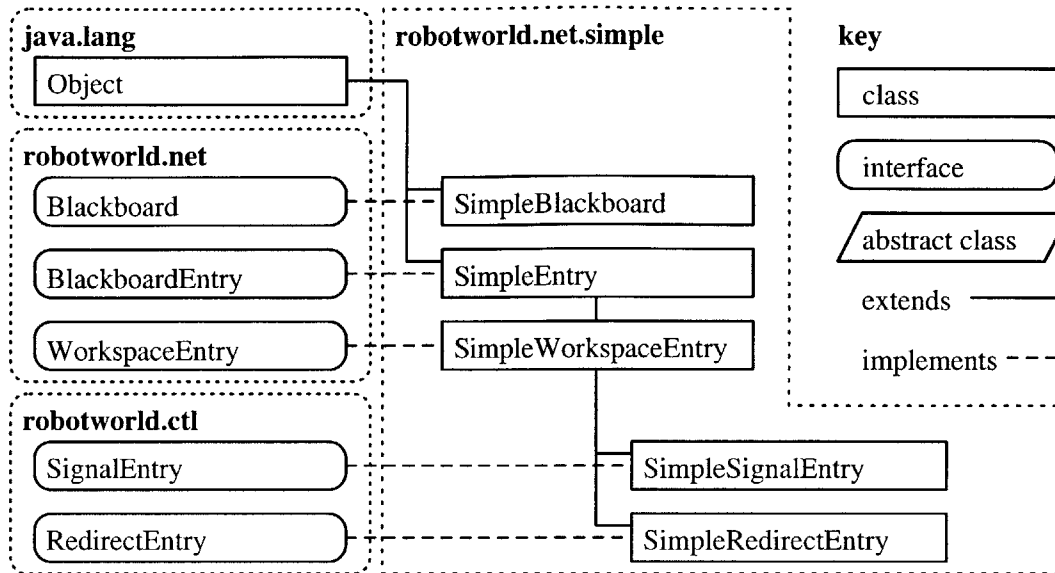 java.lang
Object
robotworld.net
Blackboard
BlackboardEntry
WorkspaceEntry
robotworld.ctl
SignalEntry
RedirectEntry
robotworld.net.simple
SimpleBlackboard
SimpleEntry
SimpleWorkspaceEntry
SimpleSignalEntry
SimpleRedirectEntry
key
class
interface
abstract class
extends
implements